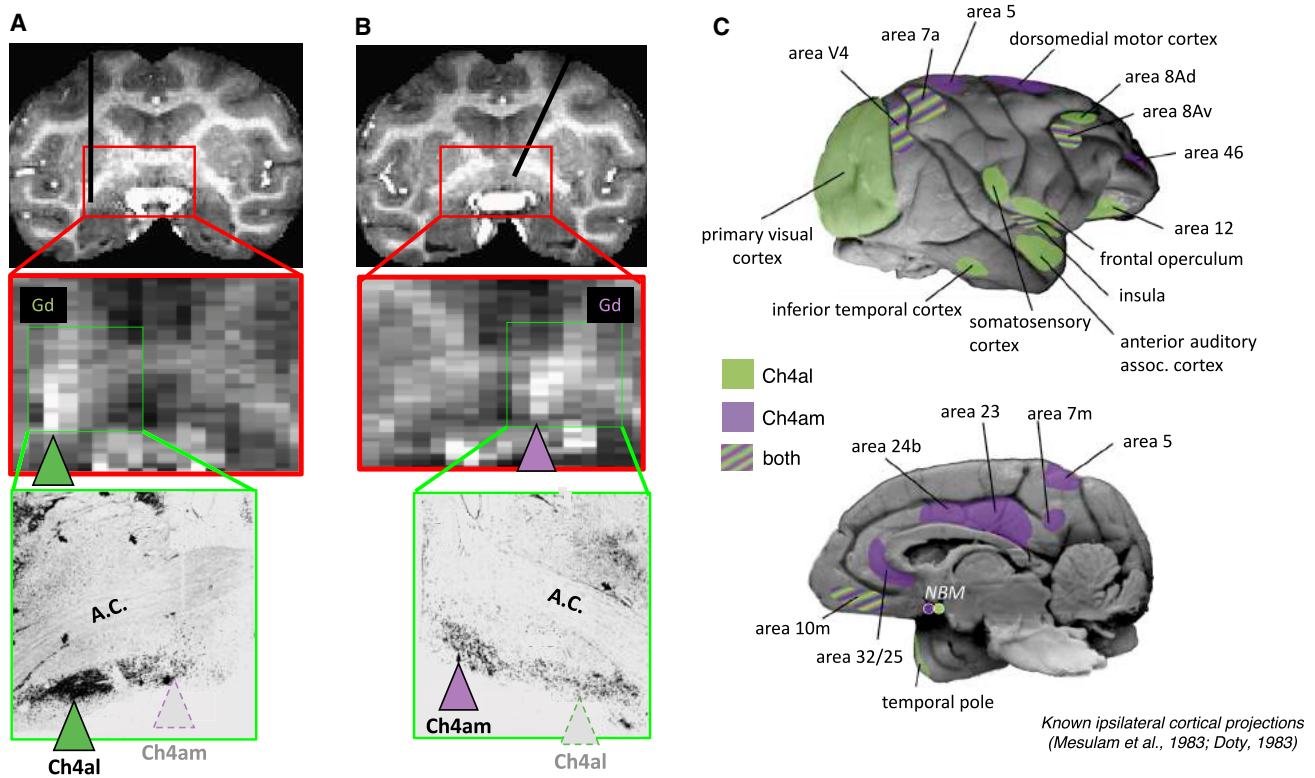 A
B
C
Gd
Gd
A.C.
A.C.
Ch4al
Ch4am
Ch4am
Ch4al
area 5
area 7a
dorsomedial motor cortex
area V4
area 8Ad
area 8Av
area 46
area 12
primary visual
cortex
frontal operculum
insula
inferior temporal cortex
somatosensory
cortex
anterior auditory
assoc. cortex
Ch4al
Ch4am
both
area 23
area 7m
area 24b
area 5
NBM
area 10m
area 32/25
temporal pole
Known ipsilateral cortical projections
(Mesulam et al., 1983; Doty, 1983)